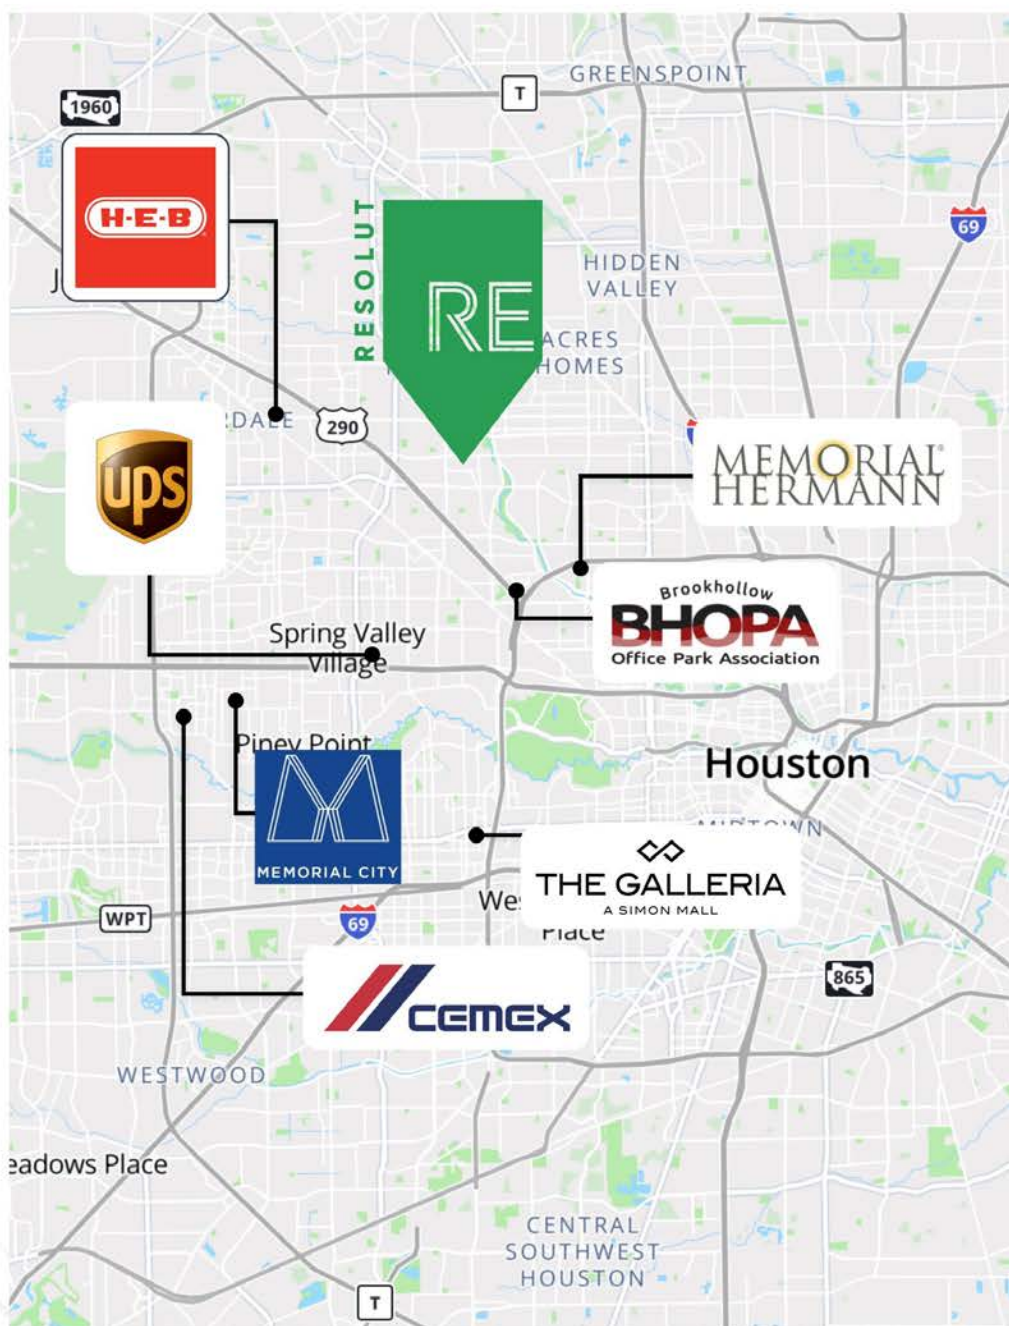 GREENSPOINT
T
1960
H-E-B
RESOLUT
RE
69
HIDDEN
VALLEY
ACRES
HOMES
290
ups
MEMORIAL
HERMANN
Brookhollow
BHOPA
Office Park Association
Spring Valley
Village
Piney Point
Houston
MEMORIAL CITY
MIDTOWN
THE GALLERIA
A SIMON MALL
WPT
69
Place
CEMEX
865
WESTWOOD
eadows Place
CENTRAL
SOUTHWEST
HOUSTON
T